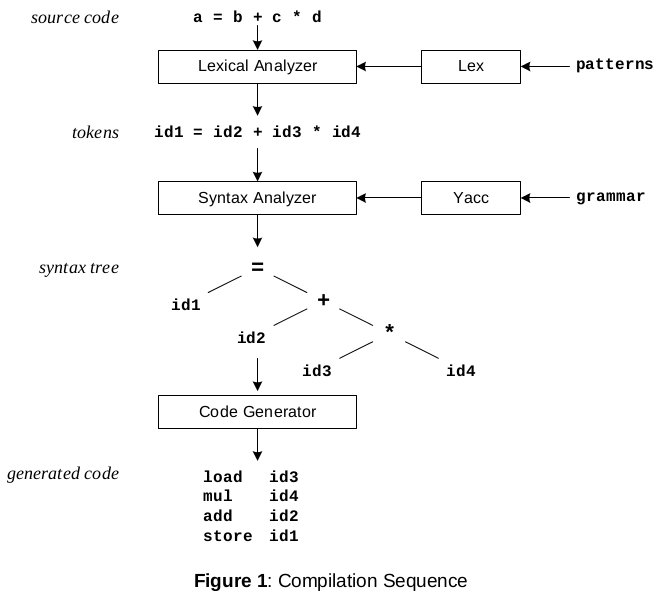 source code a = b + c * d
Lexical Analyzer Lex patterns
tokens id1 = id2 + id3 * id4
Syntax Analyzer Yacc grammar
syntax tree =
id1 +
id2 *
id3 id4
Code Generator
generated code load id3
mul id4
add id2
store id1
Figure 1: Compilation Sequence